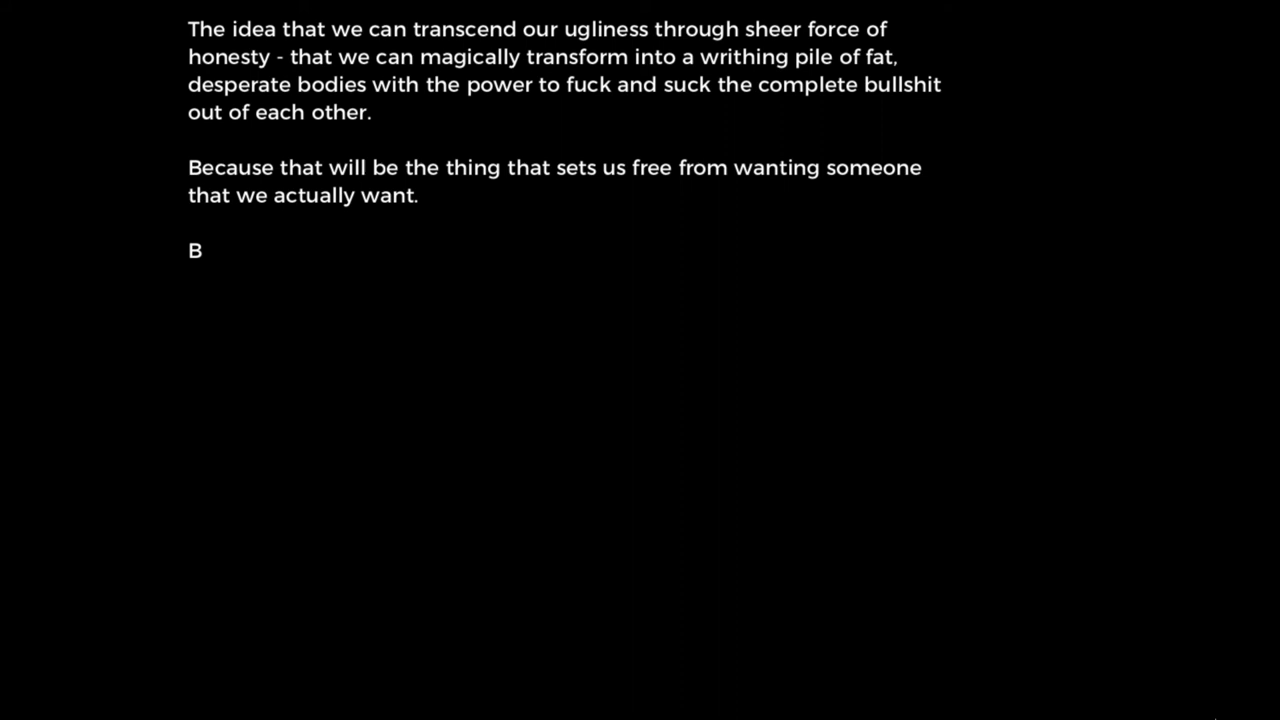 The idea that we can transcend our ugliness through sheer force of
honesty - that we can magically transform into a writhing pile of fat,
desperate bodies with the power to fuck and suck the complete bullshit
out of each other.
Because that will be the thing that sets us free from wanting someone
that we actually want.
B